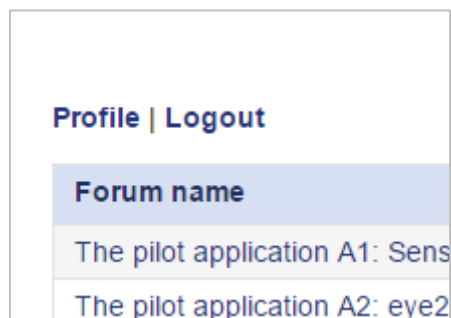 Profile | Logout
Forum name
The pilot application A1: Sens
The pilot application A2: eye2